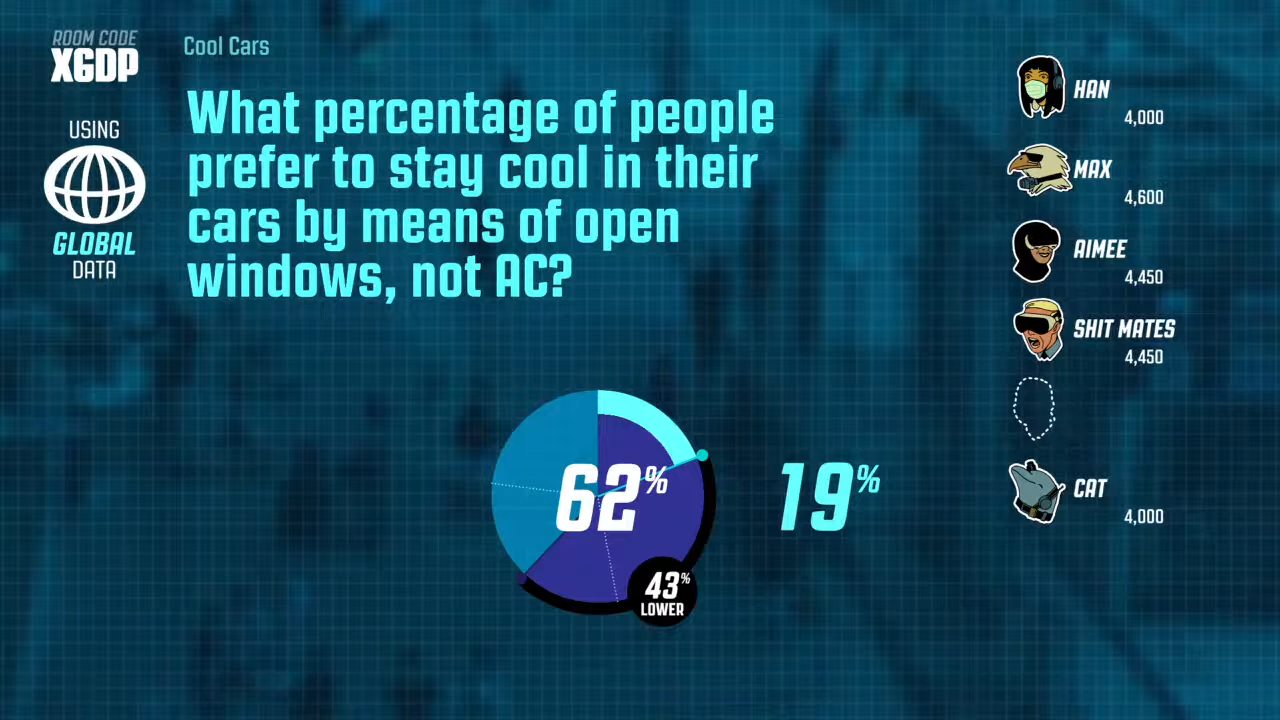 ROOM CODE
X6DP
USING
GLOBAL
DATA
Cool Cars
What percentage of people
prefer to stay cool in their
cars by means of open
windows, not AC?
62%
19%
43%
LOWER
HAN
4,000
MAX
4,600
AIMEE
4,450
SHIT MATES
4,450
CAT
4,000